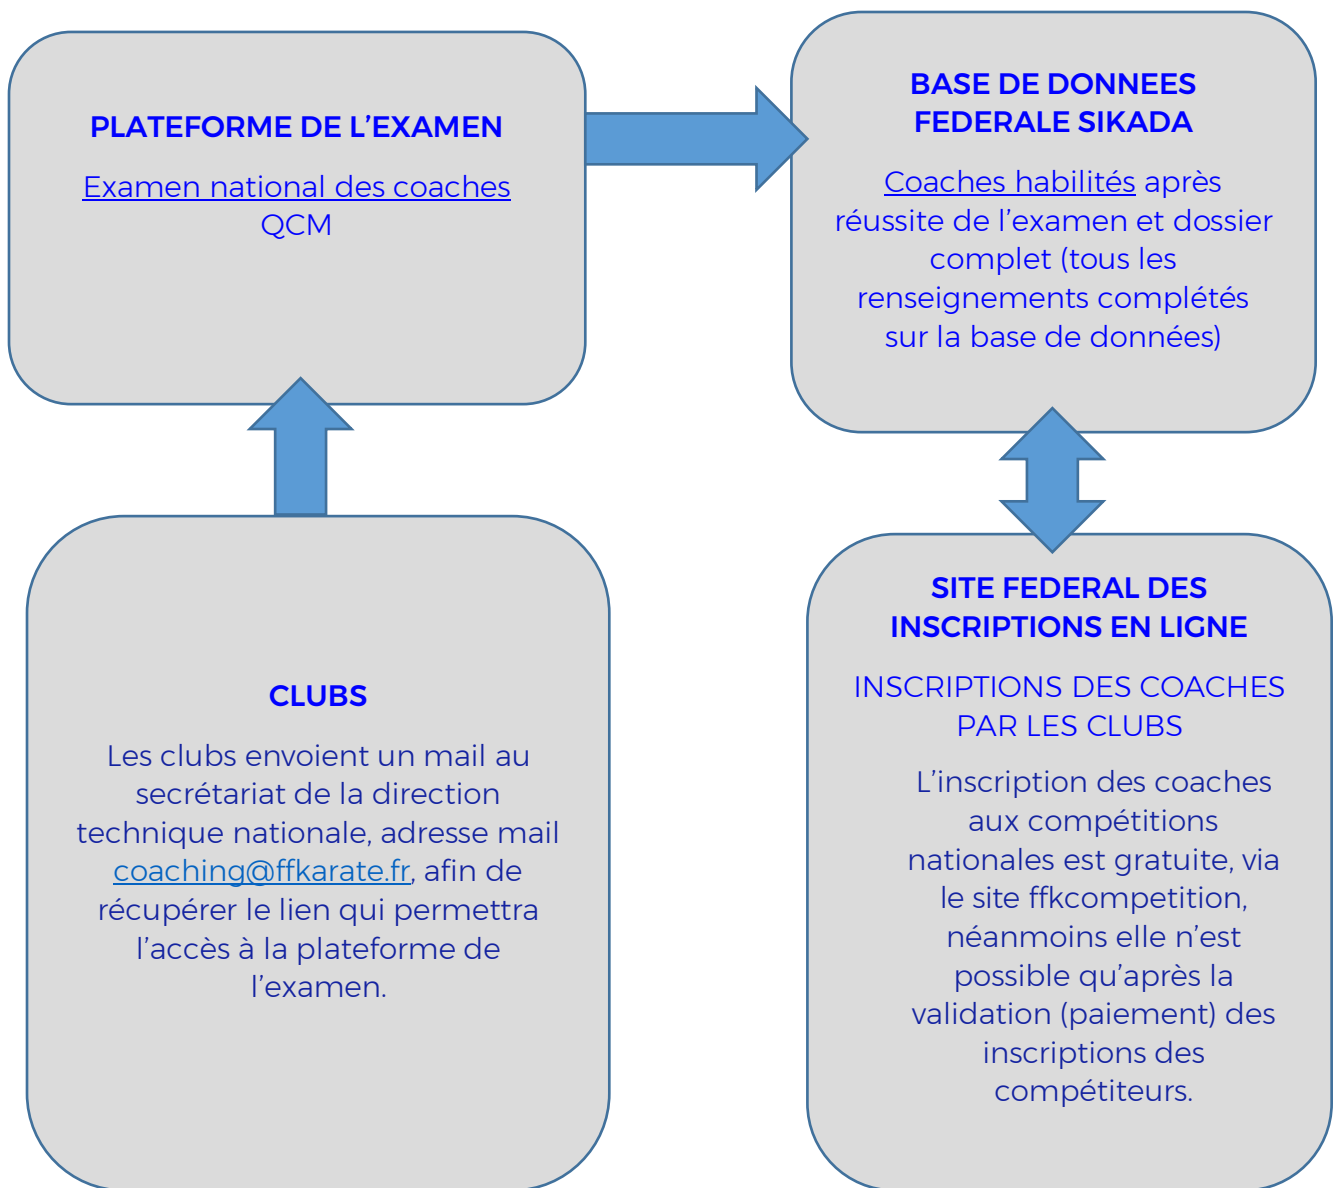 PLATEFORME DE L’EXAMEN
Examen national des coaches
QCM
BASE DE DONNEES
FEDERALE SIKADA
Coaches habilités après
réussite de l’examen et dossier
complet (tous les
renseignements complétés
sur la base de données)
CLUBS
Les clubs envoient un mail au
secrétariat de la direction
technique nationale, adresse mail
coaching@ffkarate.fr, afin de
récupérer le lien qui permettra
l’accès à la plateforme de
l’examen.
SITE FEDERAL DES
INSCRIPTIONS EN LIGNE
INSCRIPTIONS DES COACHES
PAR LES CLUBS
L’inscription des coaches
aux compétitions
nationales est gratuite, via
le site ffkcompetition,
néanmoins elle n’est
possible qu’après la
validation (paiement) des
inscriptions des
compétiteurs.